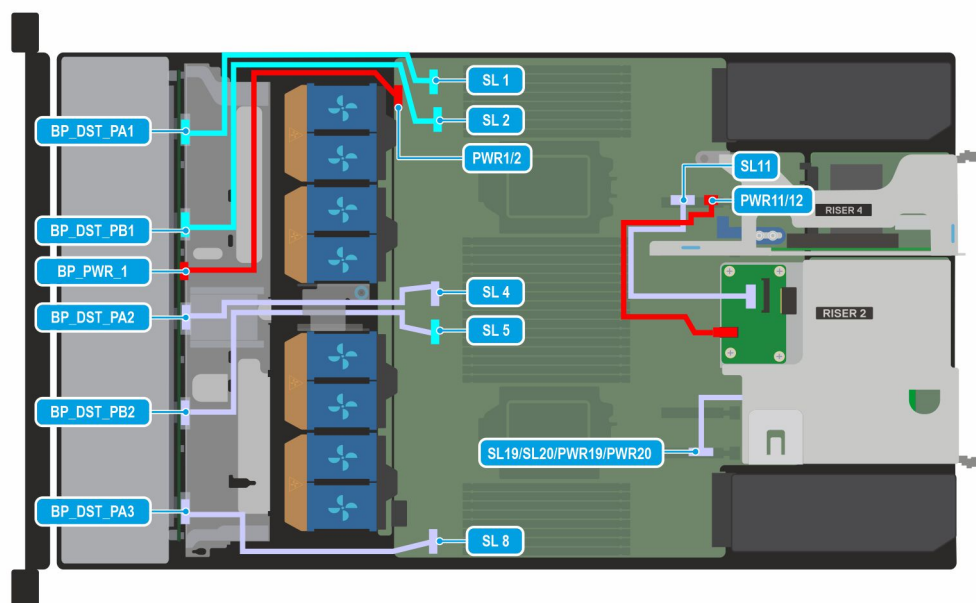 SL 1
BP_DST_PA1
SL 2
PWR1/2
SL11
PWR11/12
RISER 4
BP_DST_PB1
BP_PWR_1
SL 4
BP_DST_PA2
RISER 2
SL 5
BP_DST_PB2
SL19/SL20/PWR19/PWR20
BP_DST_PA3
SL 8